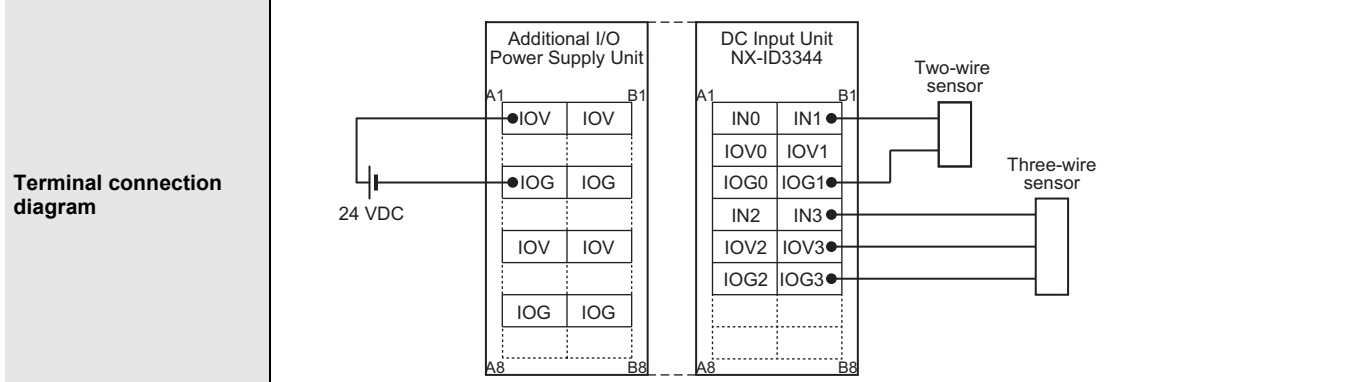 Terminal connection
diagram
24 VDC
Additional I/O
Power Supply Unit
A1 B1
IOV IOV
IOG IOG
IOV IOV
IOG IOG
A8 B8
DC Input Unit
NX-ID3344
A1 B1
IN0 IN1
IOV0 IOV1
IOG0 IOG1
IN2 IN3
IOV2 IOV3
IOG2 IOG3
A8 B8
Two-wire
sensor
Three-wire
sensor